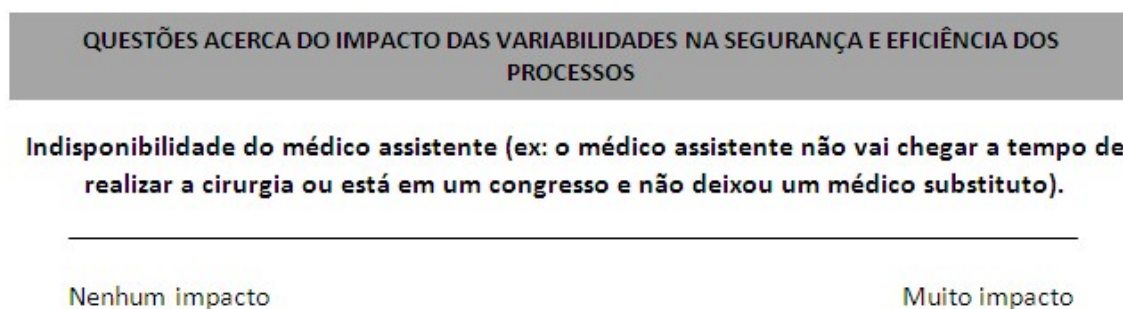 QUESTÕES ACERCA DO IMPACTO DAS VARIABILIDADES NA SEGURANÇA E EFICIÊNCIA DOS
PROCESSOS
Indisponibilidade do médico assistente (ex: o médico assistente não vai chegar a tempo de
realizar a cirurgia ou está em um congresso e não deixou um médico substituto).
Nenhum impacto
Muito impacto